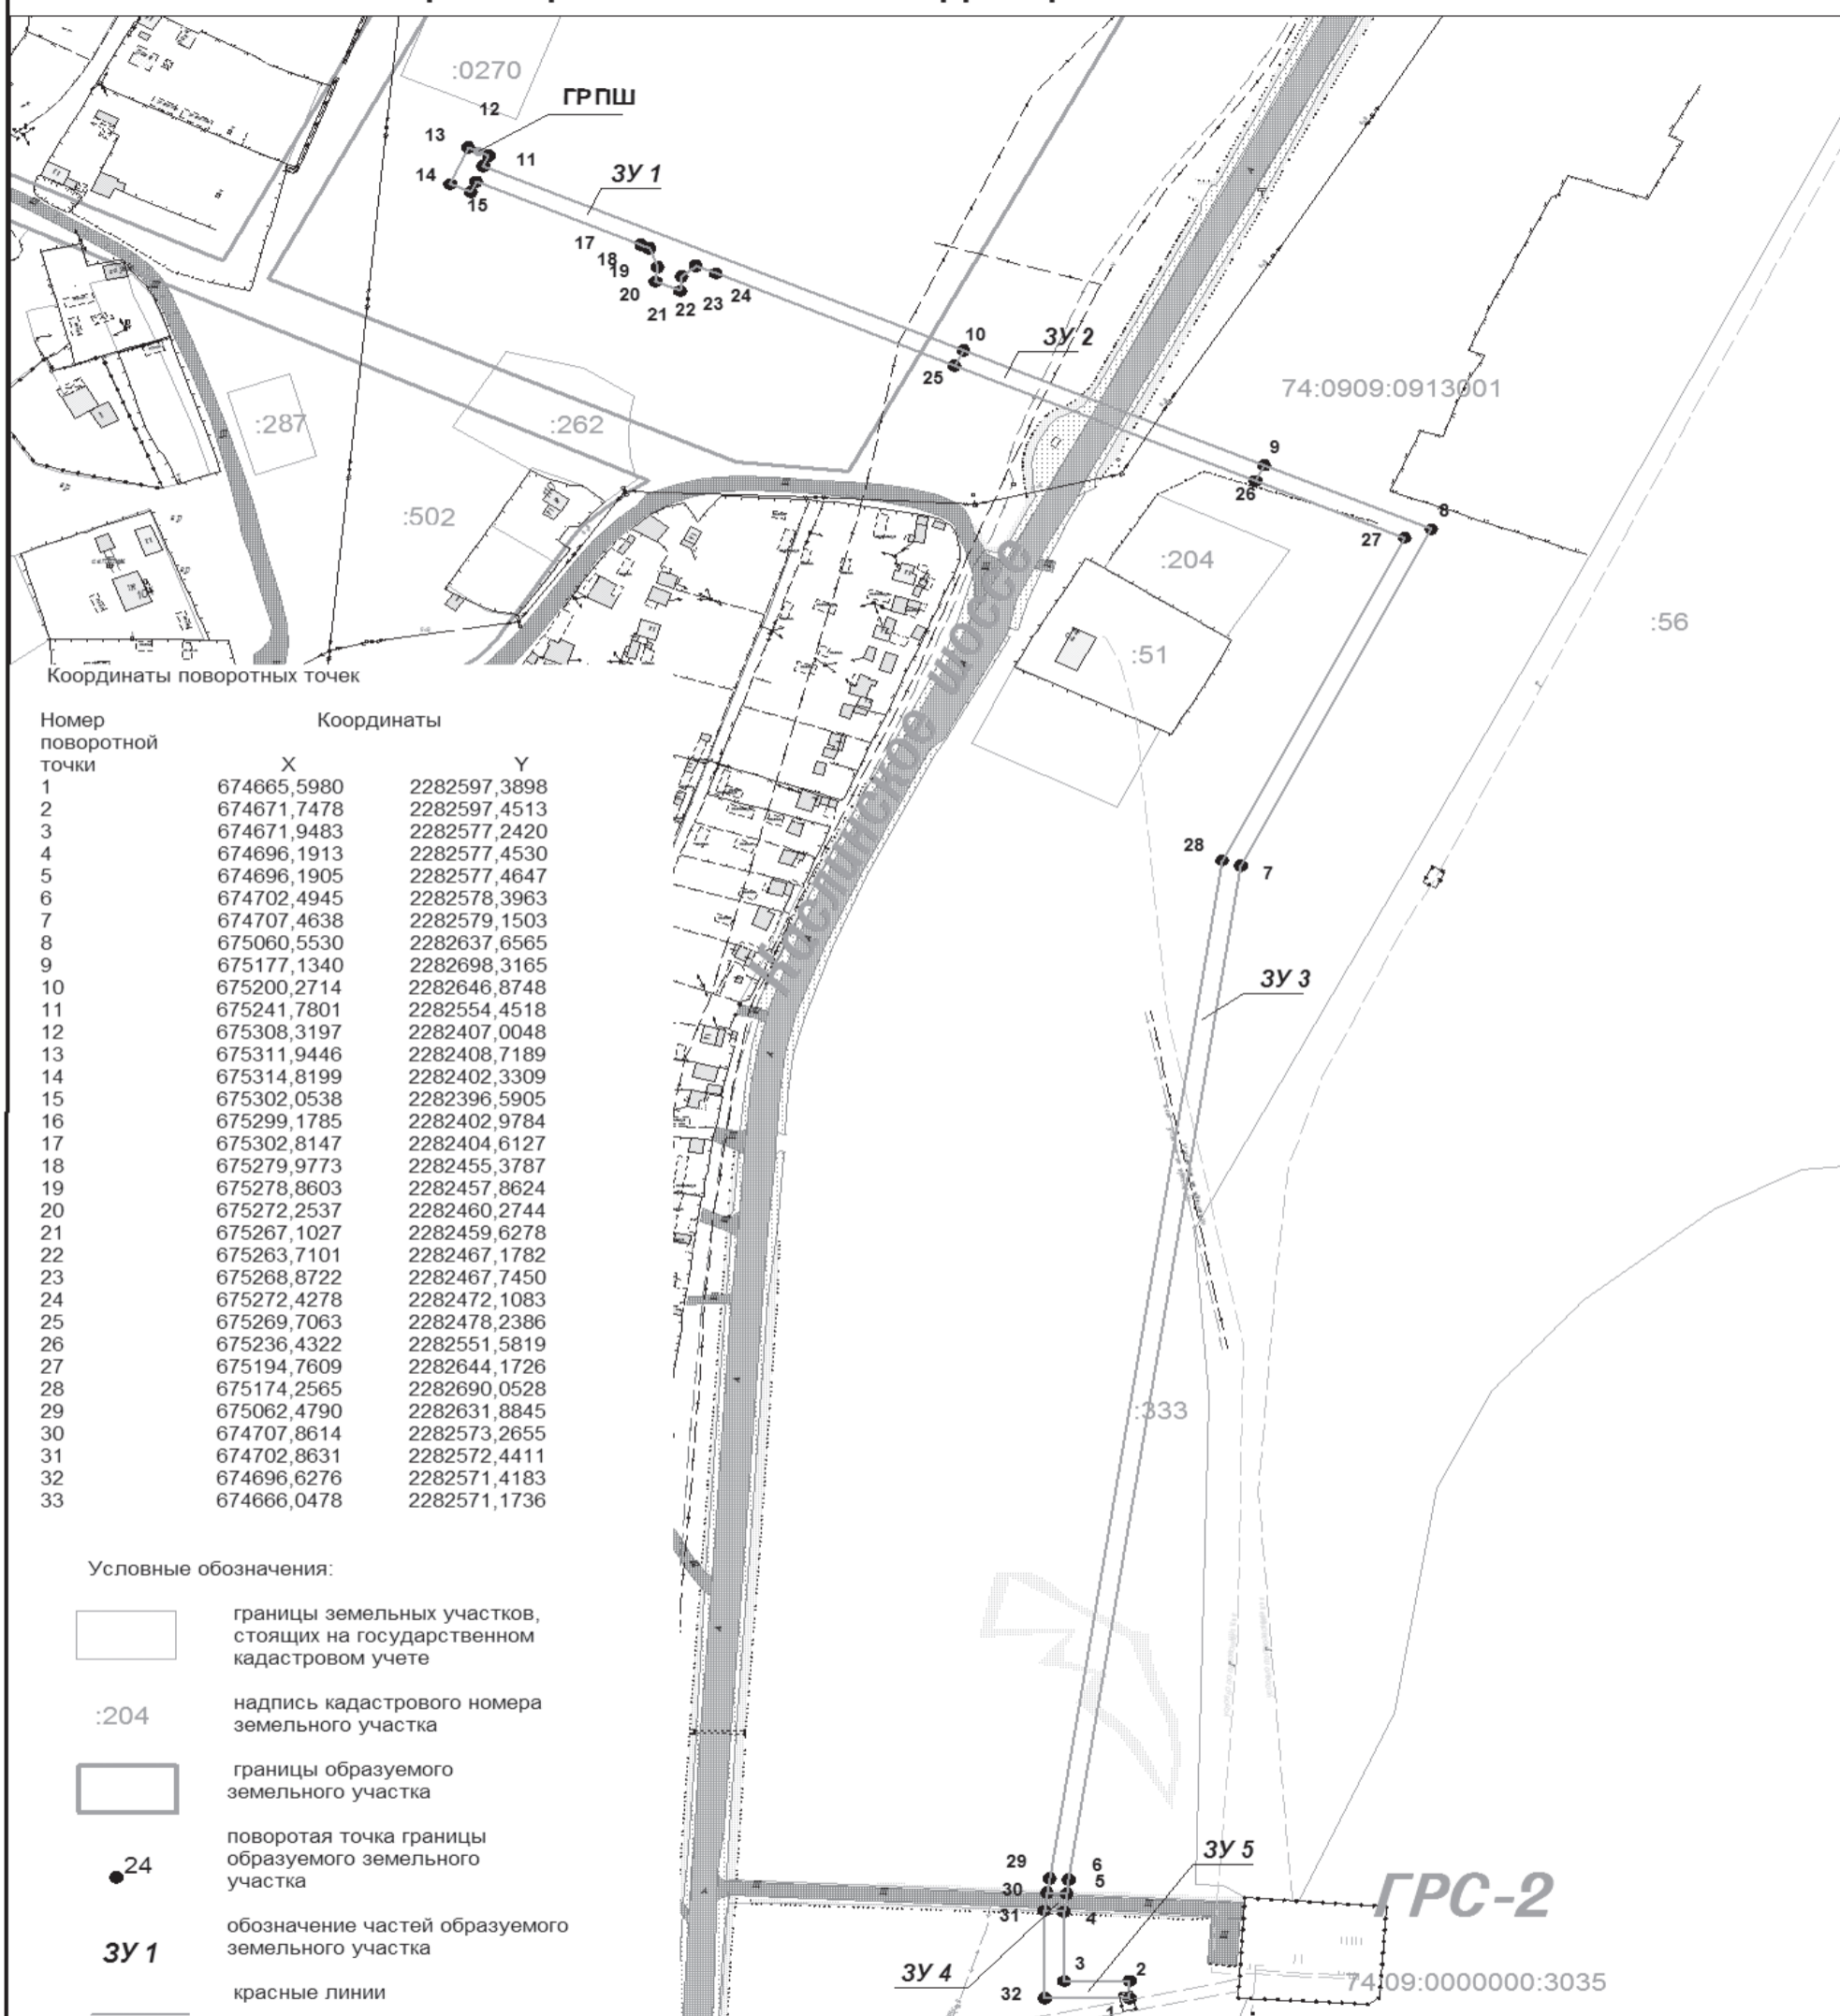 :0270
ГРПШ
12
13
11
14
15
ЗУ 1
17
18
19
20
21
22
23
24
10
ЗУ 2
25
74:0909:0913001
:287
:262
9
26
8
27
:502
:204
:56
:51
Каслинское шоссе
28
7
ЗУ 3
:333
Координаты поворотных точек
Номер поворотной точки Координаты
X Y
1 674665,5980 2282597,3898
2 674671,7478 2282597,4513
3 674671,9483 2282577,2420
4 674696,1913 2282577,4530
5 674696,1905 2282577,4647
6 674702,4945 2282578,3963
7 674707,4638 2282579,1503
8 675060,5530 2282637,6565
9 675177,1340 2282698,3165
10 675200,2714 2282646,8748
11 675241,7801 2282554,4518
12 675308,3197 2282407,0048
13 675311,9446 2282408,7189
14 675314,8199 2282402,3309
15 675302,0538 2282396,5905
16 675299,1785 2282402,9784
17 675302,8147 2282404,6127
18 675279,9773 2282455,3787
19 675278,8603 2282457,8624
20 675272,2537 2282460,2744
21 675267,1027 2282459,6278
22 675263,7101 2282467,1782
23 675268,8722 2282467,7450
24 675272,4278 2282472,1083
25 675269,7063 2282478,2386
26 675236,4322 2282551,5819
27 675194,7609 2282644,1726
28 675174,2565 2282690,0528
29 675062,4790 2282631,8845
30 674707,8614 2282573,2655
31 674702,8631 2282572,4411
32 674696,6276 2282571,4183
33 674666,0478 2282571,1736
Условные обозначения:
границы земельных участков,
стоящих на государственном
кадастровом учете
:204
надпись кадастрового номера
земельного участка
границы образуемого
земельного участка
24
поворотая точка границы
образуемого земельного
участка
ЗУ 1
обозначение частей образуемого
земельного участка
красные линии
29
6
5
30
31
4
ЗУ 5
ГРС-2
ЗУ 4
3
2
32
1
74:09:0000000:3035